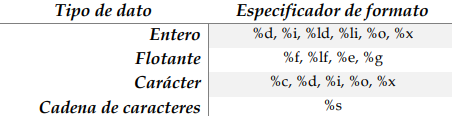 Tipo de dato Especificador de formato
Entero %d, %i, %ld, %li, %o, %x
Flotante %f, %lf, %e, %g
Carácter %c, %d, %i, %o, %x
Cadena de caracteres %s